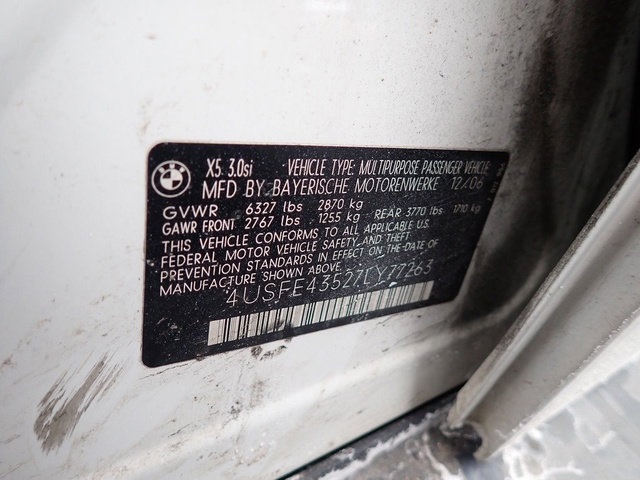 BMW
X5 3.0si VEHICLE TYPE: MULTIPURPOSE PASSENGER VEHICLE
MFD BY BAYERISCHE MOTORENWERKE 12/06
GVWR 6327 lbs 2870 kg
GAWR FRONT 2767 lbs 1255 kg REAR 3770 lbs 1710 kg
THIS VEHICLE CONFORMS TO ALL APPLICABLE U.S.
FEDERAL MOTOR VEHICLE SAFETY, AND THEFT
PREVENTION STANDARDS IN EFFECT ON THE DATE OF
MANUFACTURE SHOWN ABOVE.
4USFE43527LY77263